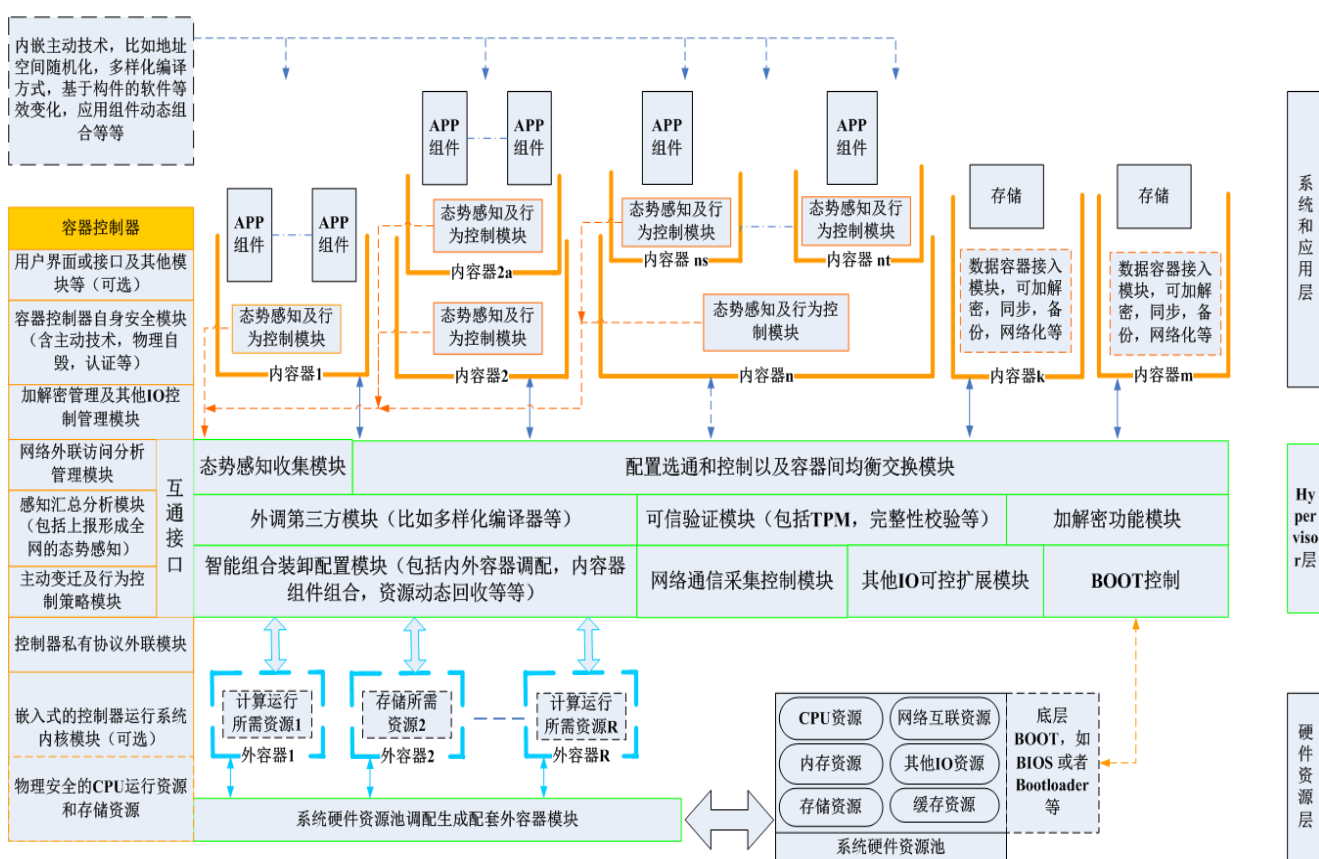 内嵌主动技术，比如地址
空间随机化，多样化编译
方式，基于构件的软件等
效变化，应用组件动态组
合等等
容器控制器
用户界面或接口及其他模
块等（可选）
容器控制器自身安全模块
（含主动技术，物理自
毁，认证等）
加解密管理及其他IO控
制管理模块
网络外联访问分析
管理模块
感知汇总分析模块
（包括上报形成全
网的态势感知）
主动变迁及行为控
制策略模块
控制器私有协议外联模块
嵌入式的控制器运行系统
内核模块（可选）
物理安全的CPU运行资源
和存储资源
互
通
接
口
APP
组件
APP
组件
态势感知及行
为控制模块
内容器1
APP
组件
APP
组件
态势感知及行
为控制模块
内容器2a
态势感知及行
为控制模块
内容器2
APP
组件
态势感知及行
为控制模块
内容器 ns
APP
组件
态势感知及行
为控制模块
内容器 nt
态势感知及行为控
制模块
内容器n
存储
数据容器接入
模块，可加解
密，同步，备
份，网络化等
内容器k
存储
数据容器接入
模块，可加解
密，同步，备
份，网络化等
内容器m
系
统
和
应
用
层
态势感知收集模块
配置选通和控制以及容器间均衡交换模块
外调第三方模块（比如多样化编译器等）
可信验证模块（包括TPM，完整性校验等）
加解密功能模块
智能组合装卸配置模块（包括内外容器调配，内容器
组件组合，资源动态回收等等）
网络通信采集控制模块
其他IO可控扩展模块
BOOT控制
Hy
per
viso
r层
计算运行
所需资源1
外容器1
存储所需
资源2
外容器2
计算运行
所需资源R
外容器R
系统硬件资源池调配生成配套外容器模块
CPU资源
网络互联资源
内存资源
其他IO资源
存储资源
缓存资源
系统硬件资源池
底层
BOOT，如
BIOS 或者
Bootloader
等
硬
件
资
源
层